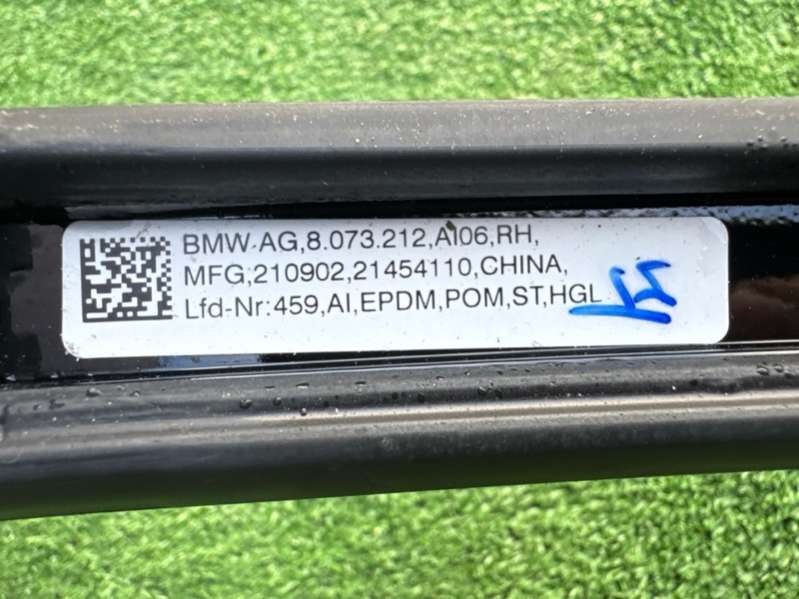 BMW AG,8.073.212,AI06,RH,
MFG,210902,21454110,CHINA,
Lfd-Nr:459,AI,EPDM,POM,ST,HGL